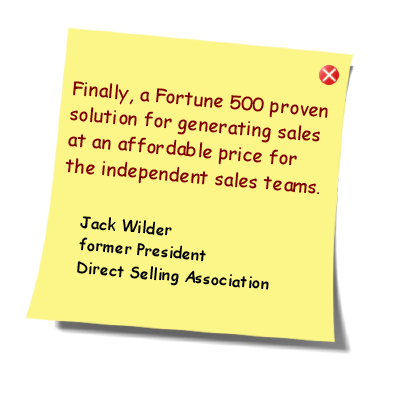 Finally, a Fortune 500 proven
solution for generating sales
at an affordable price for
the independent sales teams.
Jack Wilder
former President
Direct Selling Association